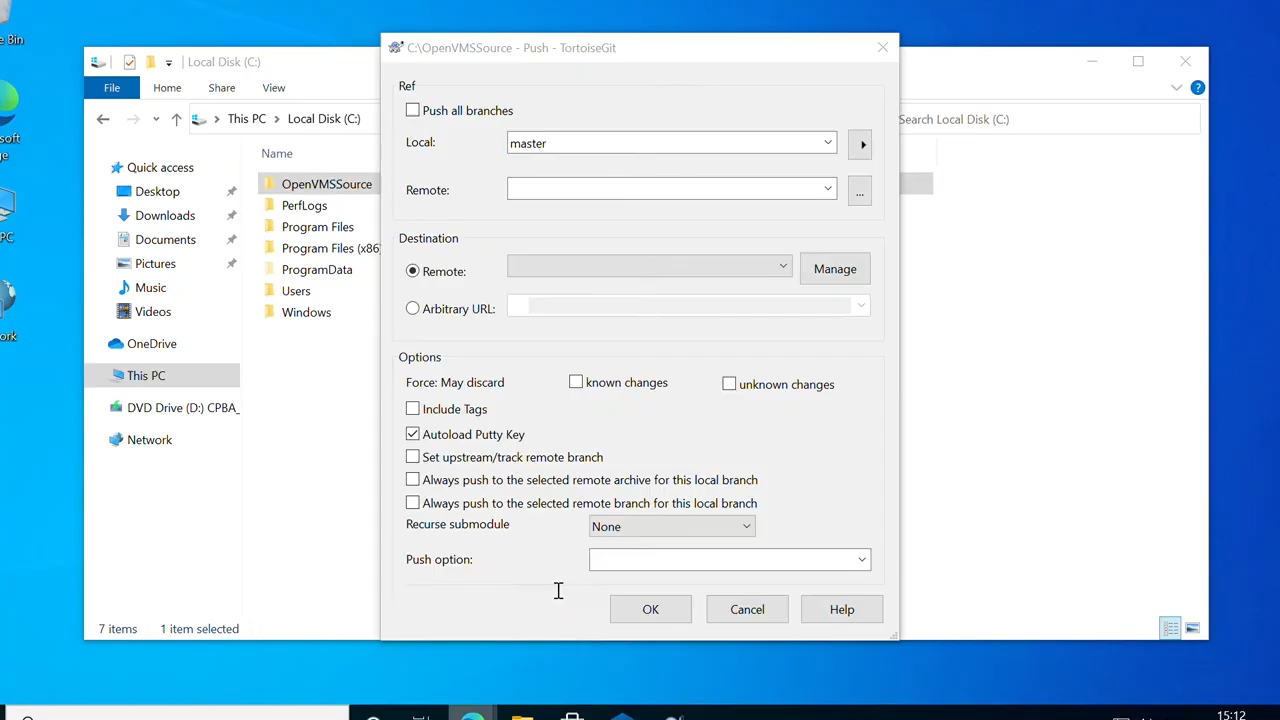 e Bin
soft
ge
PC
ork
Local Disk (C:)
File
Home
Share
View
This PC
Local Disk (C:)
Search Local Disk (C:)
Quick access
Desktop
Downloads
Documents
Pictures
Music
Videos
OneDrive
This PC
DVD Drive (D:) CPBA_
Network
Name
OpenVMSSource
PerfLogs
Program Files
Program Files (x86)
ProgramData
Users
Windows
7 items
1 item selected
C:\OpenVMSSource - Push - TortoiseGit
Ref
Push all branches
Local:
master
Remote:
...
Destination
Remote:
Manage
Arbitrary URL:
Options
Force: May discard
known changes
unknown changes
Include Tags
Autoload Putty Key
Set upstream/track remote branch
Always push to the selected remote archive for this local branch
Always push to the selected remote branch for this local branch
Recurse submodule
None
Push option:
OK
Cancel
Help
15:12